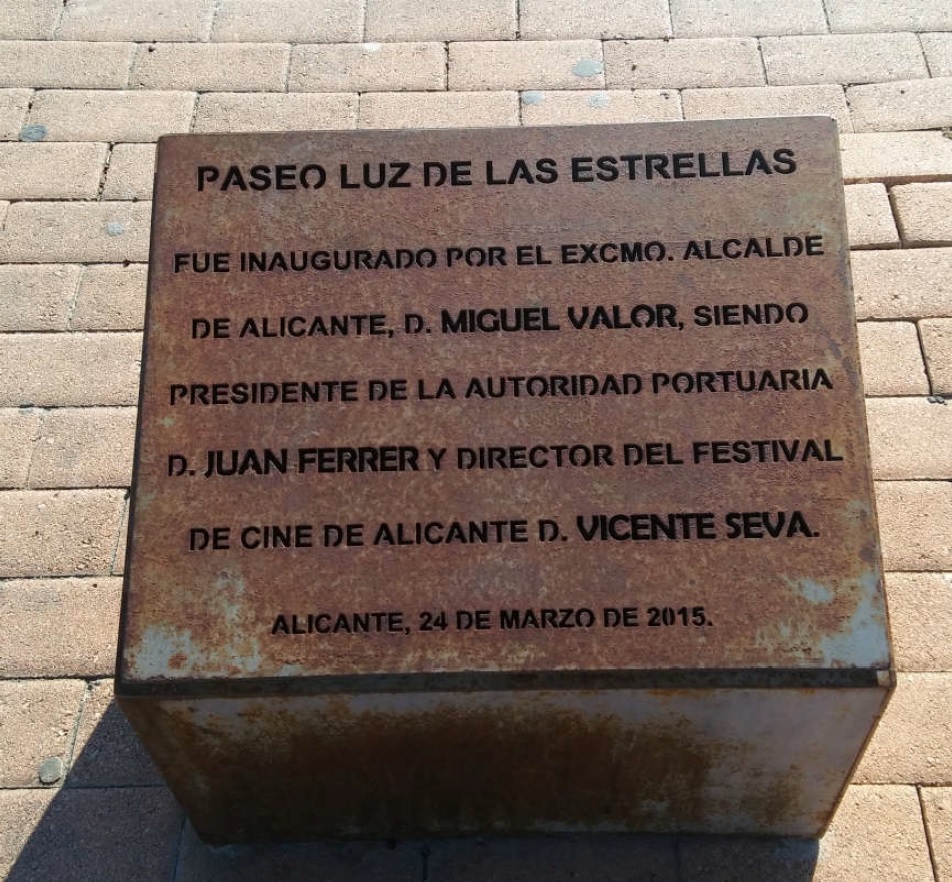 PASEO LUZ DE LAS ESTRELLAS
FUE INAUGURADO POR EL EXCMO. ALCALDE
DE ALICANTE, D. MIGUEL VALOR, SIENDO
PRESIDENTE DE LA AUTORIDAD PORTUARIA
D. JUAN FERRER Y DIRECTOR DEL FESTIVAL
DE CINE DE ALICANTE D. VICENTE SEVA.
ALICANTE, 24 DE MARZO DE 2015.